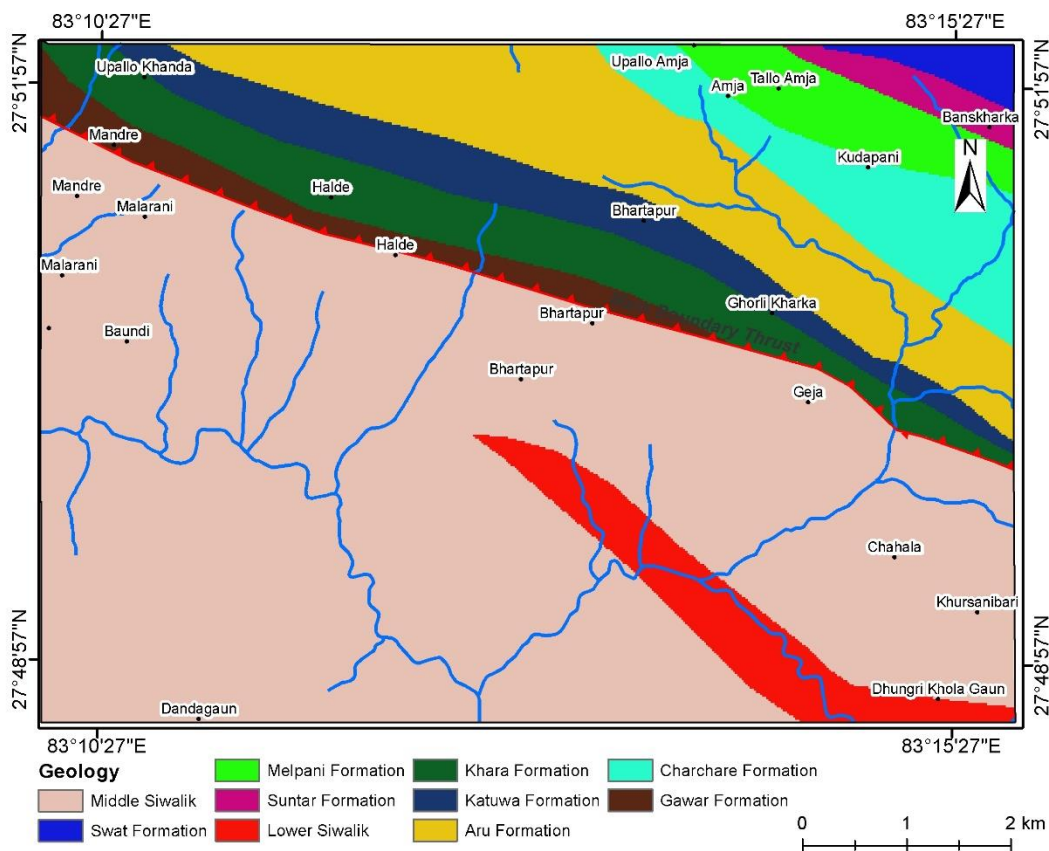 83°10'27"E
83°15'27"E
27°51'57"N
27°51'57"N
Upallo Khanda
Upallo Amja
Tallo Amja
Amja
Banskharka
Mandre
N
Kudapani
Mandre
Halde
Malarani
Bhartapur
Halde
Malarani
Ghorli Kharka
Boundary Thrust
Bhartapur
Baundi
Bhartapur
Geja
Chahala
Khursanibari
27°48'57"N
27°48'57"N
Dhungri Khola Gaun
Dandagaun
83°10'27"E
83°15'27"E
Geology
Middle Siwalik
Swat Formation
Melpani Formation
Suntar Formation
Lower Siwalik
Khara Formation
Katuwa Formation
Aru Formation
Charchare Formation
Gawar Formation
0 1 2 km